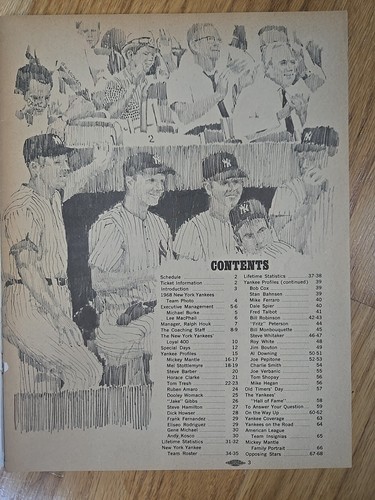 2
CONTENTS
Schedule 2
Ticket Information 2
Introduction 3
1968 New York Yankees
Team Photo 4
Executive Management 5-6
Michael Burke 5
Lee MacPhail 6
Manager, Ralph Houk 7
The Coaching Staff 8-9
The New York Yankees'
Loyal 400 10
Special Days 12
Yankee Profiles 15
Mickey Mantle 16-17
Mel Stottlemyre 18-19
Steve Barber 20
Horace Clarke 21
Tom Tresh 22-23
Ruben Amaro 24
Dooley Womack 25
"Jake" Gibbs 26
Steve Hamilton 27
Dick Howser 28
Frank Fernandez 29
Eliseo Rodriguez 29
Gene Michael 30
Andy Kosco 30
Lifetime Statistics 31-32
New York Yankee
Team Roster 34-35
Lifetime Statistics 37-38
Yankee Profiles (continued) 39
Bob Cox 39
Stan Bahnsen 39
Mike Ferraro 40
Dale Spier 40
Fred Talbot 41
Bill Robinson 42-43
"Fritz" Peterson 44
Bill Monbouquette 45
Steve Whitaker 46-47
Roy White 48
Jim Bouton 49
Al Downing 50-51
Joe Pepitone 52-53
Charlie Smith 54
Joe Verbanic 55
Tom Shopay 56
Mike Hegan 56
Old Timers' Day 57
The Yankees'
"Hall of Fame" 58
To Answer Your Question 59
On the Way Up 60-62
Yankee Coverage 63
Yankees on the Road 64
American League
Team Insignias 65
Mickey Mantle
Family Portrait 66
Opposing Stars 67-68
3